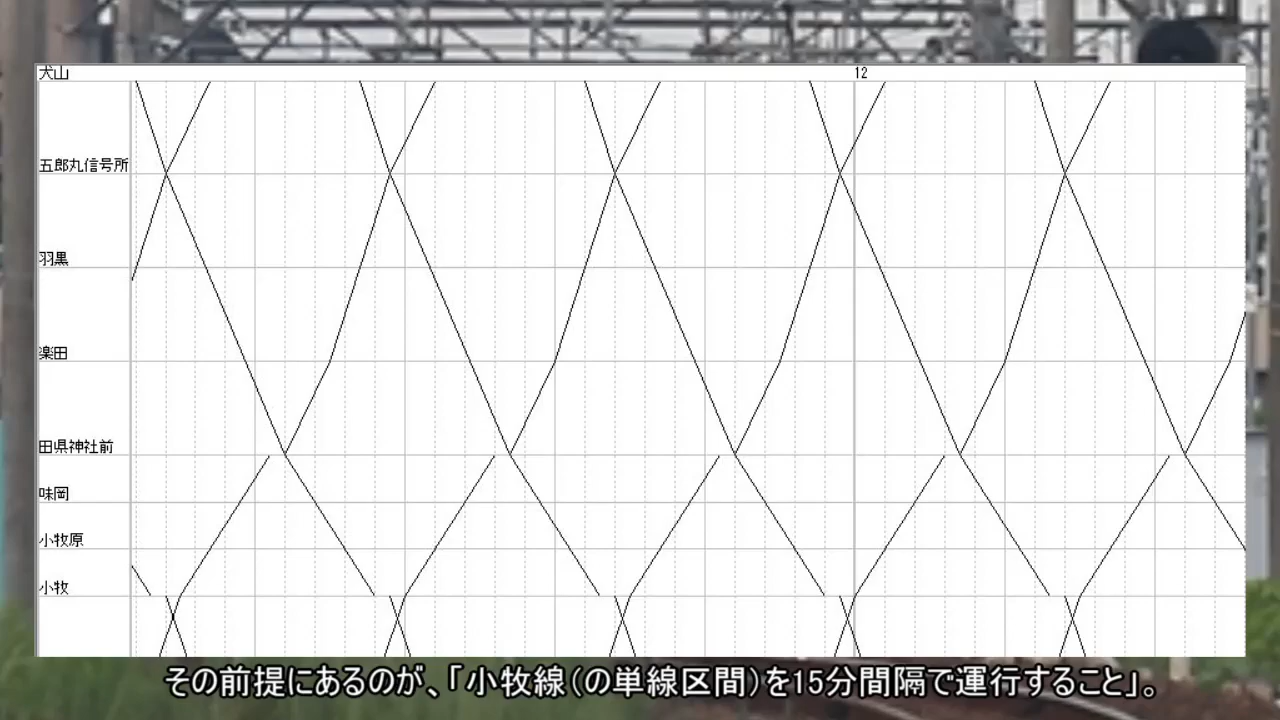 犬山
12
五郎丸信号所
羽黒
楽田
田県神社前
味岡
小牧原
小牧
その前提にあるのが、「小牧線（の単線区間）を15分間隔で運行すること」。